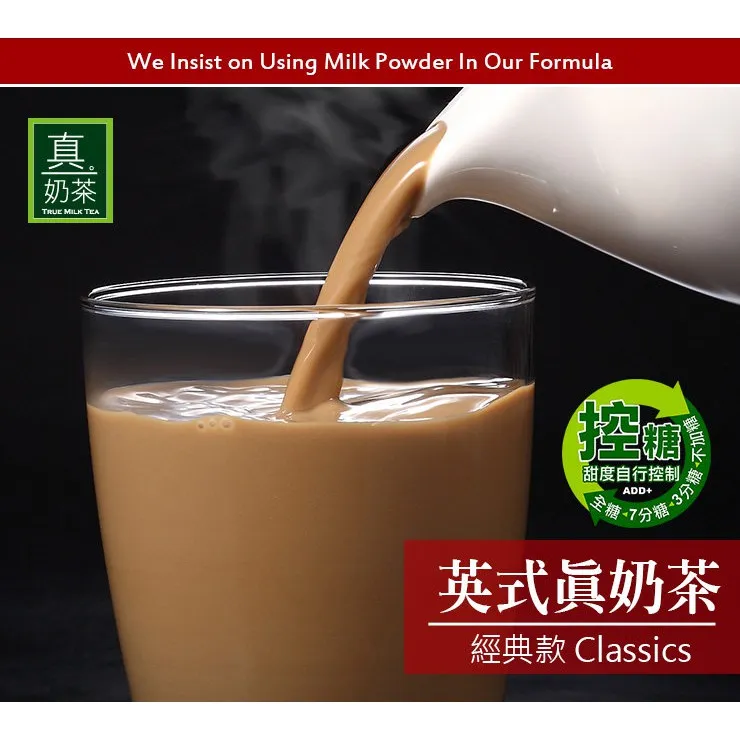 We Insist on Using Milk Powder In Our Formula
真。
奶茶
TRUE MILK TEA
控糖
甜度自行控制
ADD+
全糖·7分糖·3分糖·不加糖
英式眞奶茶
經典款 Classics